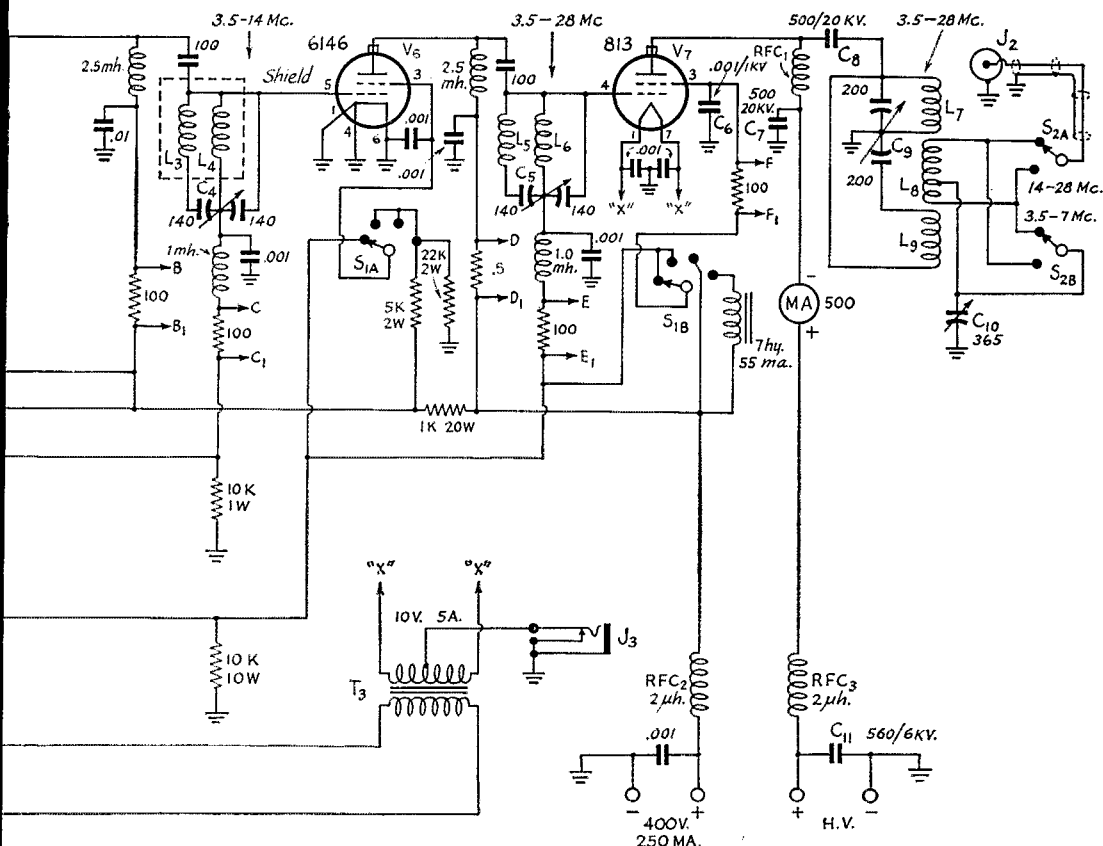 3.5-14 Mc.
3.5-28 Mc.
3.5-28 Mc.
2.5mh.
100
Shield
6146
V6
5
3
1
4
6
.001
2.5
mh.
100
813
V7
4
3
1
7
.001/1KV
C6
RFC1
500/20 KV.
C8
500
20KV.
C7
J2
200
L7
C9
200
L8
L9
S2A
14-28 Mc.
3.5-7 Mc.
S2B
C10
365
.01
L3
L4
C4
140
140
1mh.
.001
B
100
B1
C
100
C1
.001
L5
L6
C5
140
140
1.0
mh.
.001
.001
"X"
"X"
F
100
F1
S1A
22K
2W
5K
2W
D
.5
D1
E
100
E1
S1B
7hy.
55 ma.
-
MA
500
+
1K 20W
10K
1W
10K
10W
"X"
"X"
10V.
5A.
T3
J3
RFC2
2μh.
RFC3
2μh.
.001
C11
560/6KV.
-
+
+
-
400V.
250 MA.
H.V.